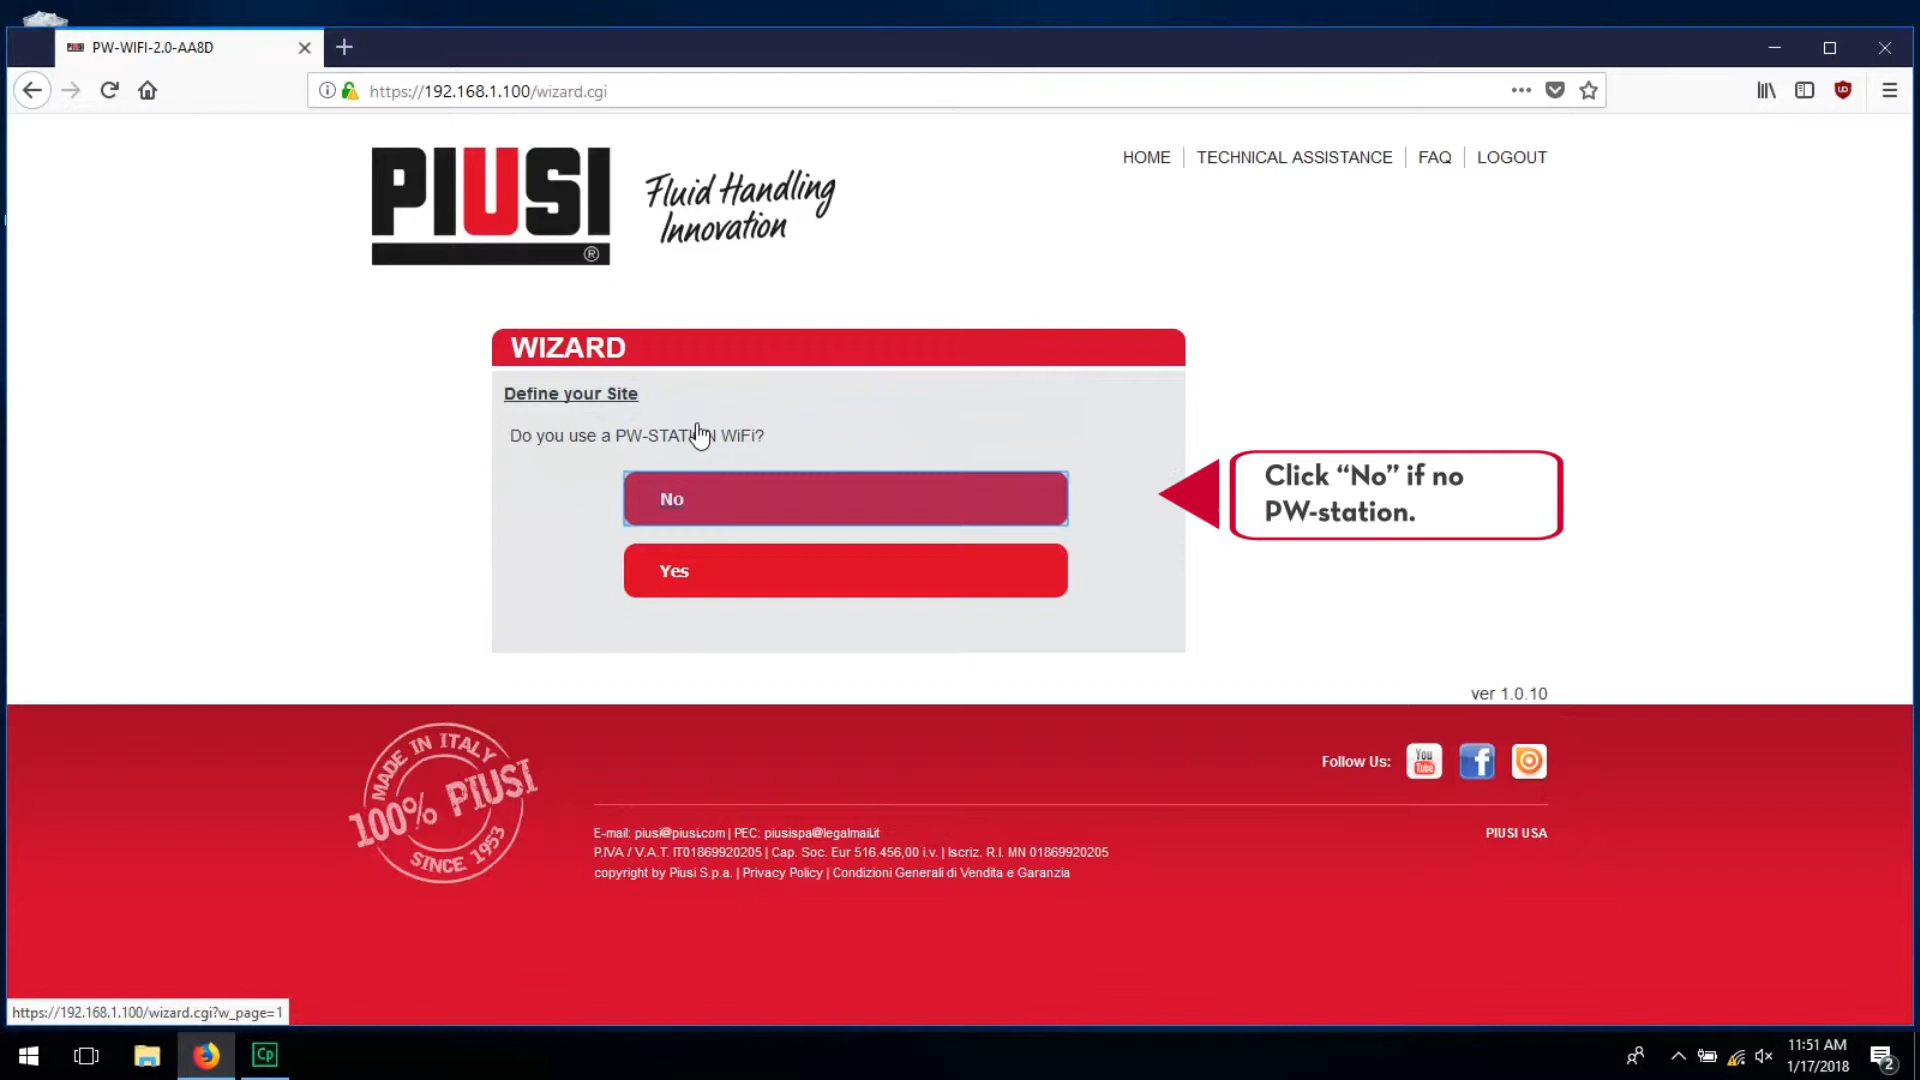 PW-WIFI-2.0-AA8D
https://192.168.1.100/wizard.cgi
PIUSI
®
Fluid Handling
Innovation
HOME
TECHNICAL ASSISTANCE
FAQ
LOGOUT
WIZARD
Define your Site
Do you use a PW-STATION WiFi?
No
Yes
Click “No” if no
PW-station.
ver 1.0.10
MADE IN ITALY
100% PIUSI
SINCE 1953
Follow Us:
You
Tube
f
E-mail: piusi@piusi.com | PEC: piusispa@legalmail.it
PIUSI USA
P.IVA / V.A.T. IT01869920205 | Cap. Soc. Eur 516.456,00 i.v. | Iscriz. R.I. MN 01869920205
copyright by Piusi S.p.a. | Privacy Policy | Condizioni Generali di Vendita e Garanzia
https://192.168.1.100/wizard.cgi?w_page=1
Cp
11:51 AM
1/17/2018
2